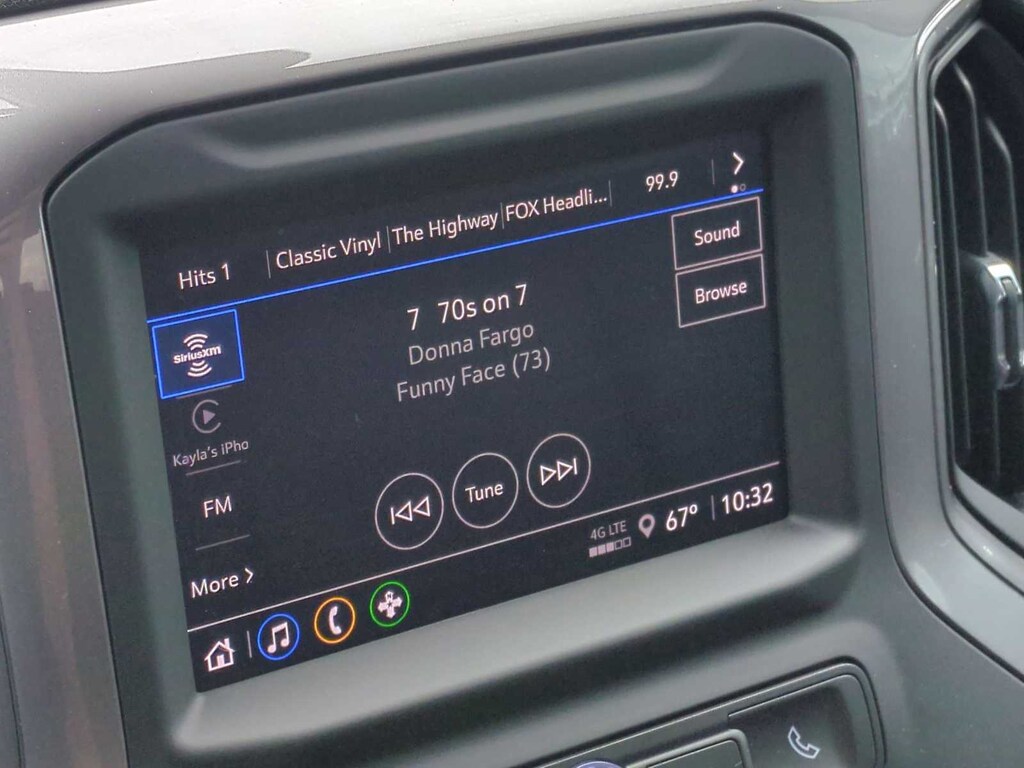 Hits 1 Classic Vinyl The Highway FOX Headli... 99.9
Sound
Browse
7 70s on 7
Donna Fargo
Funny Face (73)
SiriusXM
Kayla's iPho
FM
More
Tune
4G LTE
67° 10:32